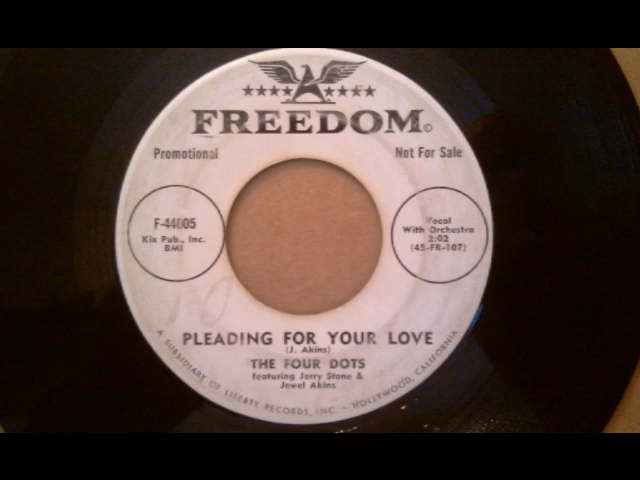 FREEDOM©
Promotional
Not For Sale
F-44005
Kix Pub., Inc.
BMI
Vocal
With Orchestra
2:02
(45-FR-107)
PLEADING FOR YOUR LOVE
(J. Akins)
THE FOUR DOTS
featuring Jerry Stone &
Jewel Akins
A SUBSIDIARY OF LIBERTY RECORDS, INC. - HOLLYWOOD, CALIFORNIA